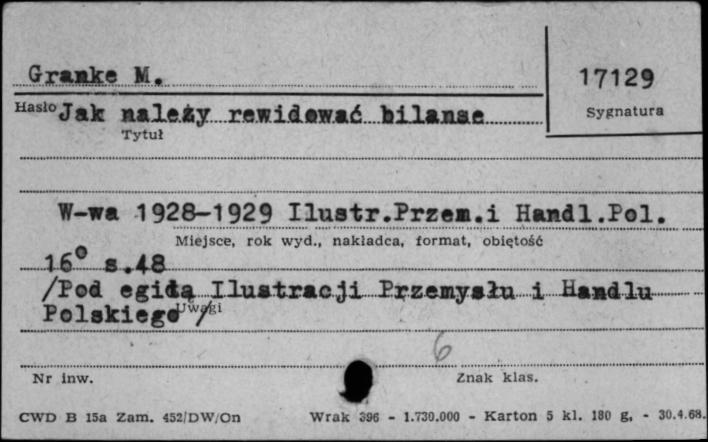 Granke M.
17129
Hasło Jak należy rewidować bilanse
Sygnatura
Tytuł
W-wa 1928-1929 Ilustr.Przem.i Handl.Pol.
Miejsce, rok wyd., nakładca, format, objętość
16° s.48
/Pod egidą Ilustracji Przemysłu i Handlu
Polskiego /
Uwagi
6
Nr inw.
Znak klas.
CWD B 15a Zam. 452/DW/On Wrak 396 - 1.730.000 - Karton 5 kl. 180 g, - 30.4.68.